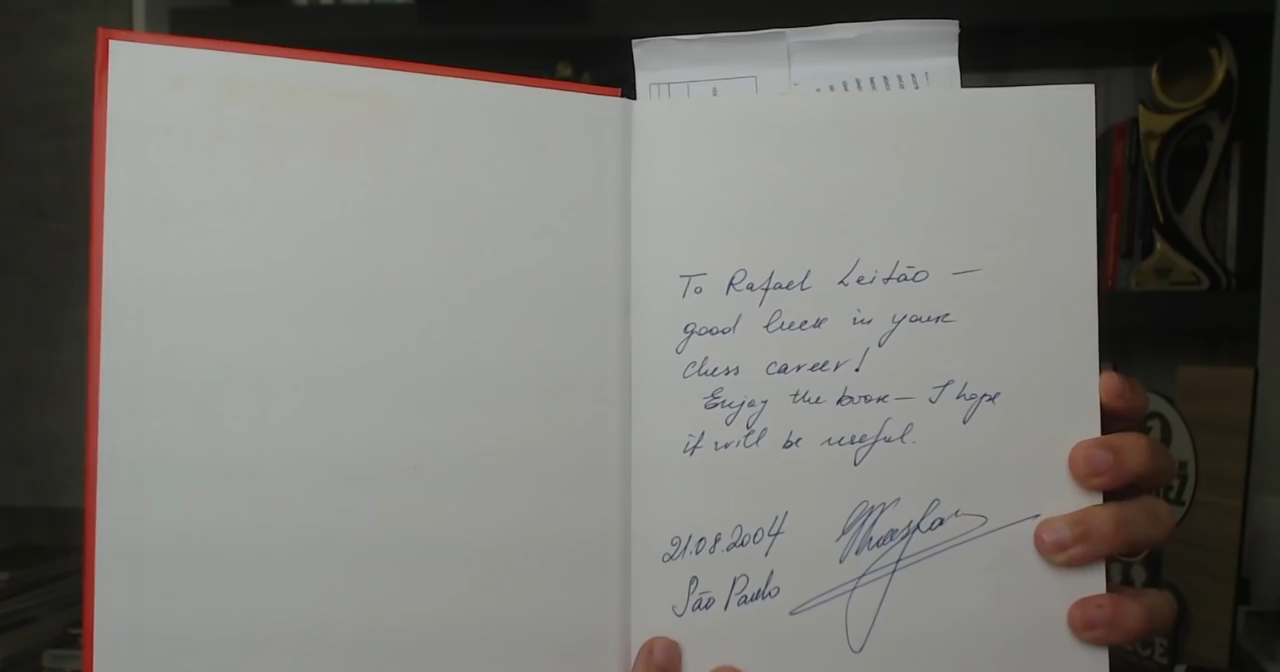 To Rafael Leitão —
good luck in your
chess career!
Enjoy the book — I hope
it will be useful.
21.08.2004
São Paulo